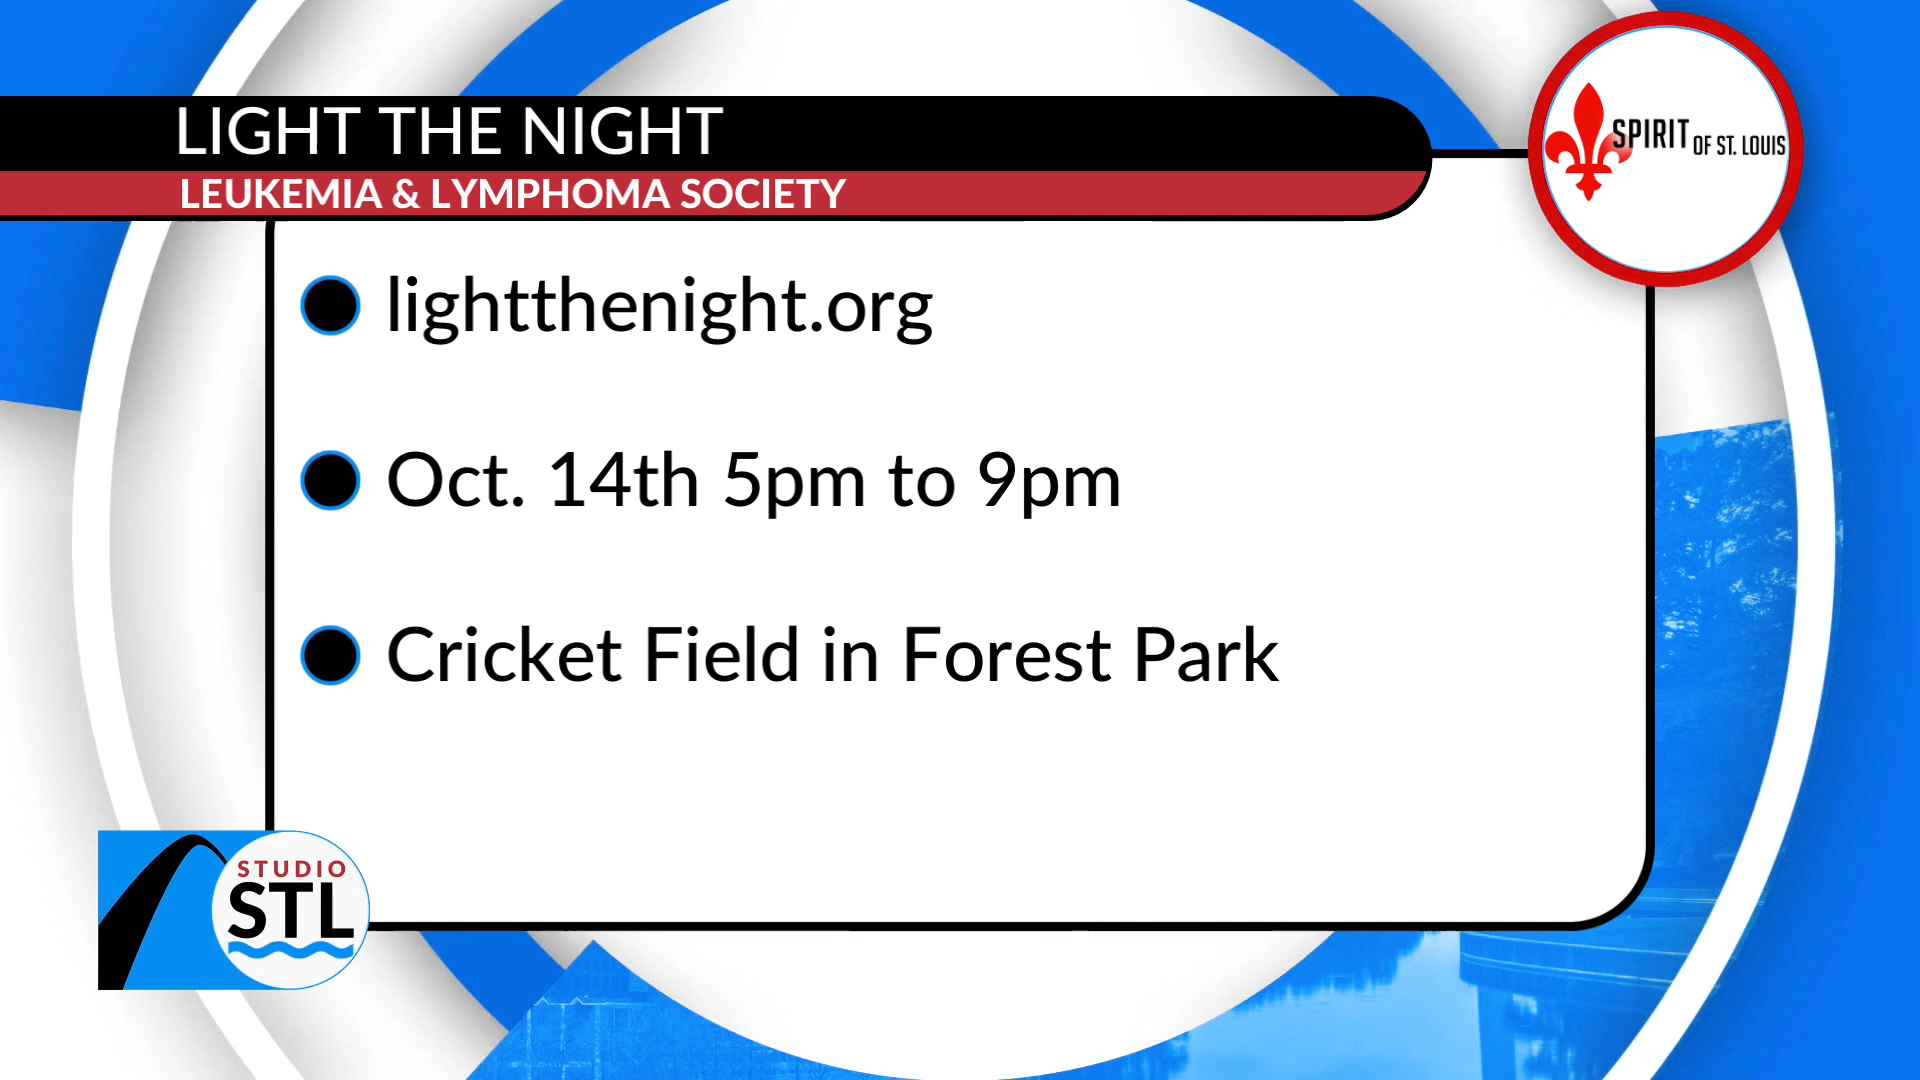 LIGHT THE NIGHT
LEUKEMIA & LYMPHOMA SOCIETY
SPIRIT OF ST. LOUIS
lightthenight.org
Oct. 14th 5pm to 9pm
Cricket Field in Forest Park
STUDIO
STL